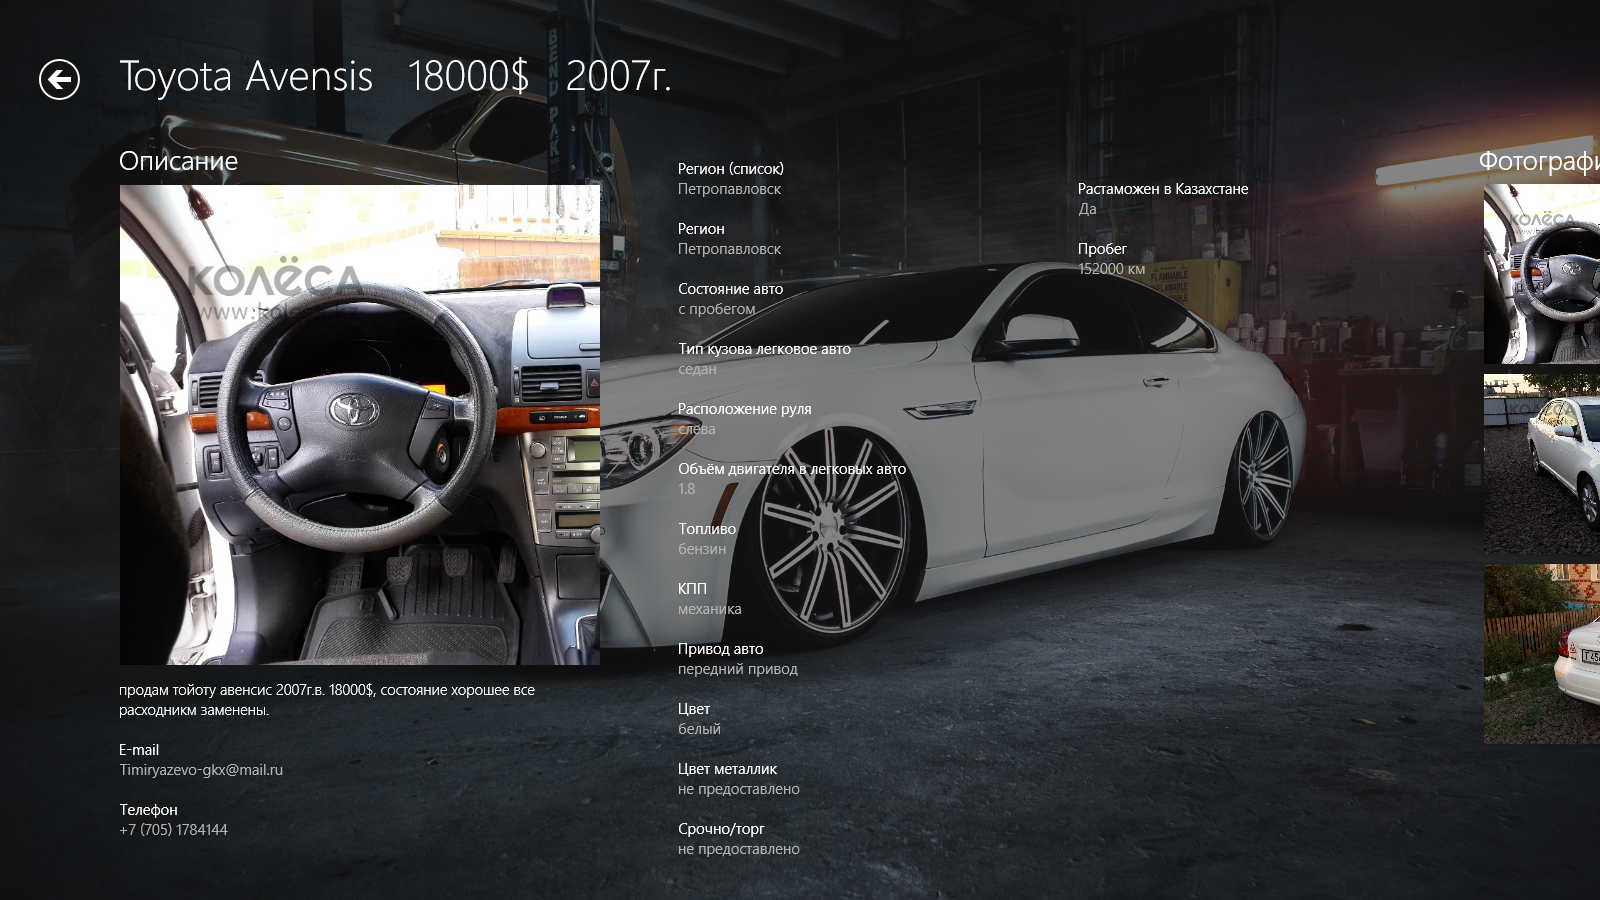 Toyota Avensis 18000$ 2007г.
Описание
КОЛЁСА
продам тойоту авенсис 2007г.в. 18000$, состояние хорошее все
расходникм заменены.
E-mail
Timiryazevo-gkx@mail.ru
Телефон
+7 (705) 1784144
Регион (список)
Петропавловск
Регион
Петропавловск
Состояние авто
с пробегом
Тип кузова легковое авто
седан
Расположение руля
слева
Объём двигателя в легковых авто
1.8
Топливо
бензин
КПП
механика
Привод авто
передний привод
Цвет
белый
Цвет металлик
не предоставлено
Срочно/торг
не предоставлено
Растаможен в Казахстане
Да
Пробег
152000 км
FLAMMABLE
BEND PAK
Фотографи
КОЛЁСА